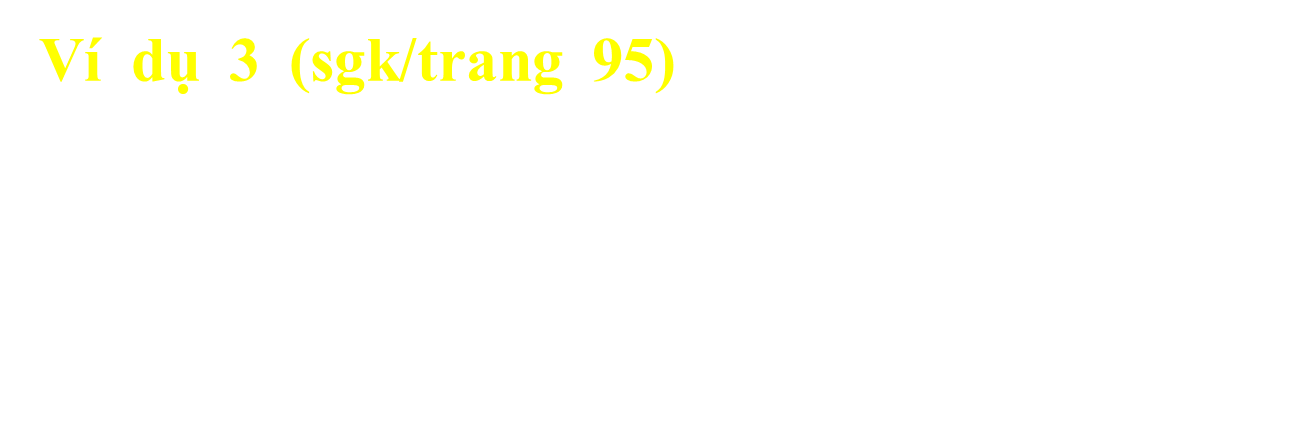 Ví dụ 3 (sgk/trang 95)